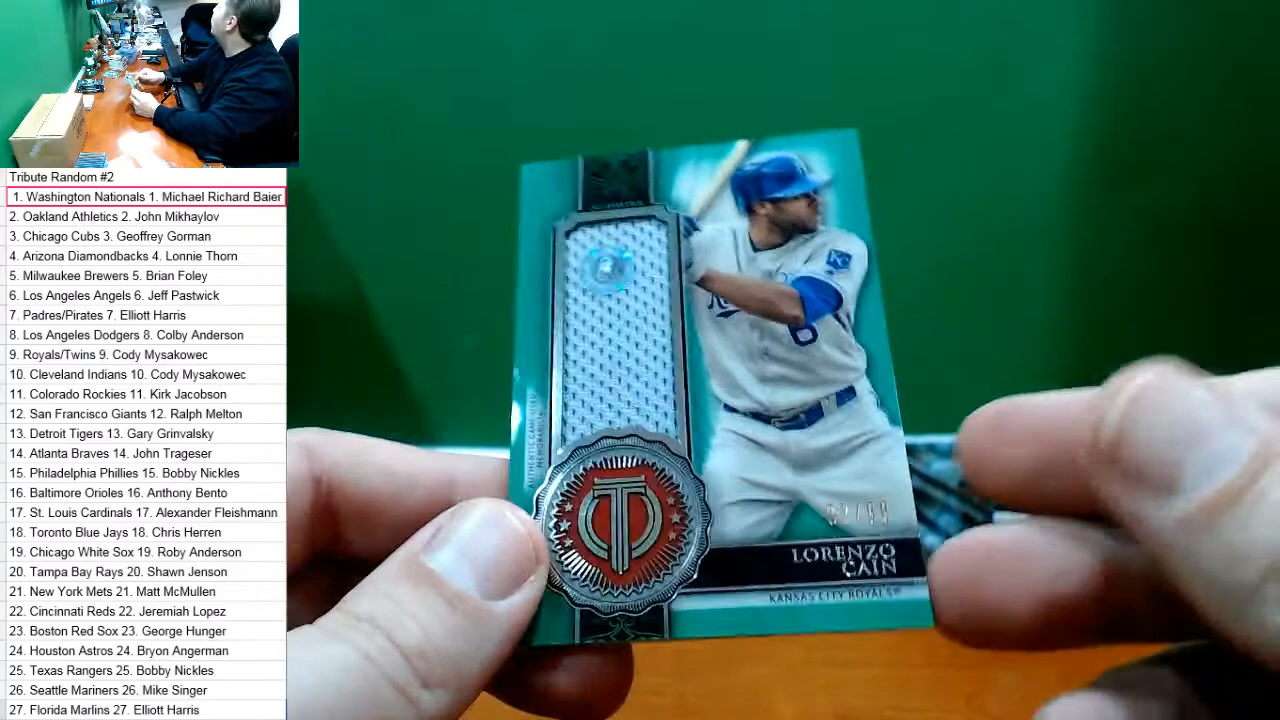 Tribute Random #2
1. Washington Nationals 1. Michael Richard Baier
2. Oakland Athletics 2. John Mikhaylov
3. Chicago Cubs 3. Geoffrey Gorman
4. Arizona Diamondbacks 4. Lonnie Thorn
5. Milwaukee Brewers 5. Brian Foley
6. Los Angeles Angels 6. Jeff Pastwick
7. Padres/Pirates 7. Elliott Harris
8. Los Angeles Dodgers 8. Colby Anderson
9. Royals/Twins 9. Cody Mysakowec
10. Cleveland Indians 10. Cody Mysakowec
11. Colorado Rockies 11. Kirk Jacobson
12. San Francisco Giants 12. Ralph Melton
13. Detroit Tigers 13. Gary Grinvalsky
14. Atlanta Braves 14. John Trageser
15. Philadelphia Phillies 15. Bobby Nickles
16. Baltimore Orioles 16. Anthony Bento
17. St. Louis Cardinals 17. Alexander Fleishmann
18. Toronto Blue Jays 18. Chris Herren
19. Chicago White Sox 19. Roby Anderson
20. Tampa Bay Rays 20. Shawn Jenson
21. New York Mets 21. Matt McMullen
22. Cincinnati Reds 22. Jeremiah Lopez
23. Boston Red Sox 23. George Hunger
24. Houston Astros 24. Bryon Angerman
25. Texas Rangers 25. Bobby Nickles
26. Seattle Mariners 26. Mike Singer
27. Florida Marlins 27. Elliott Harris
AUTHENTIC GAME-USED
MEMORABILIA
KC
6
T
LORENZO
CAIN
KANSAS CITY ROYALS®